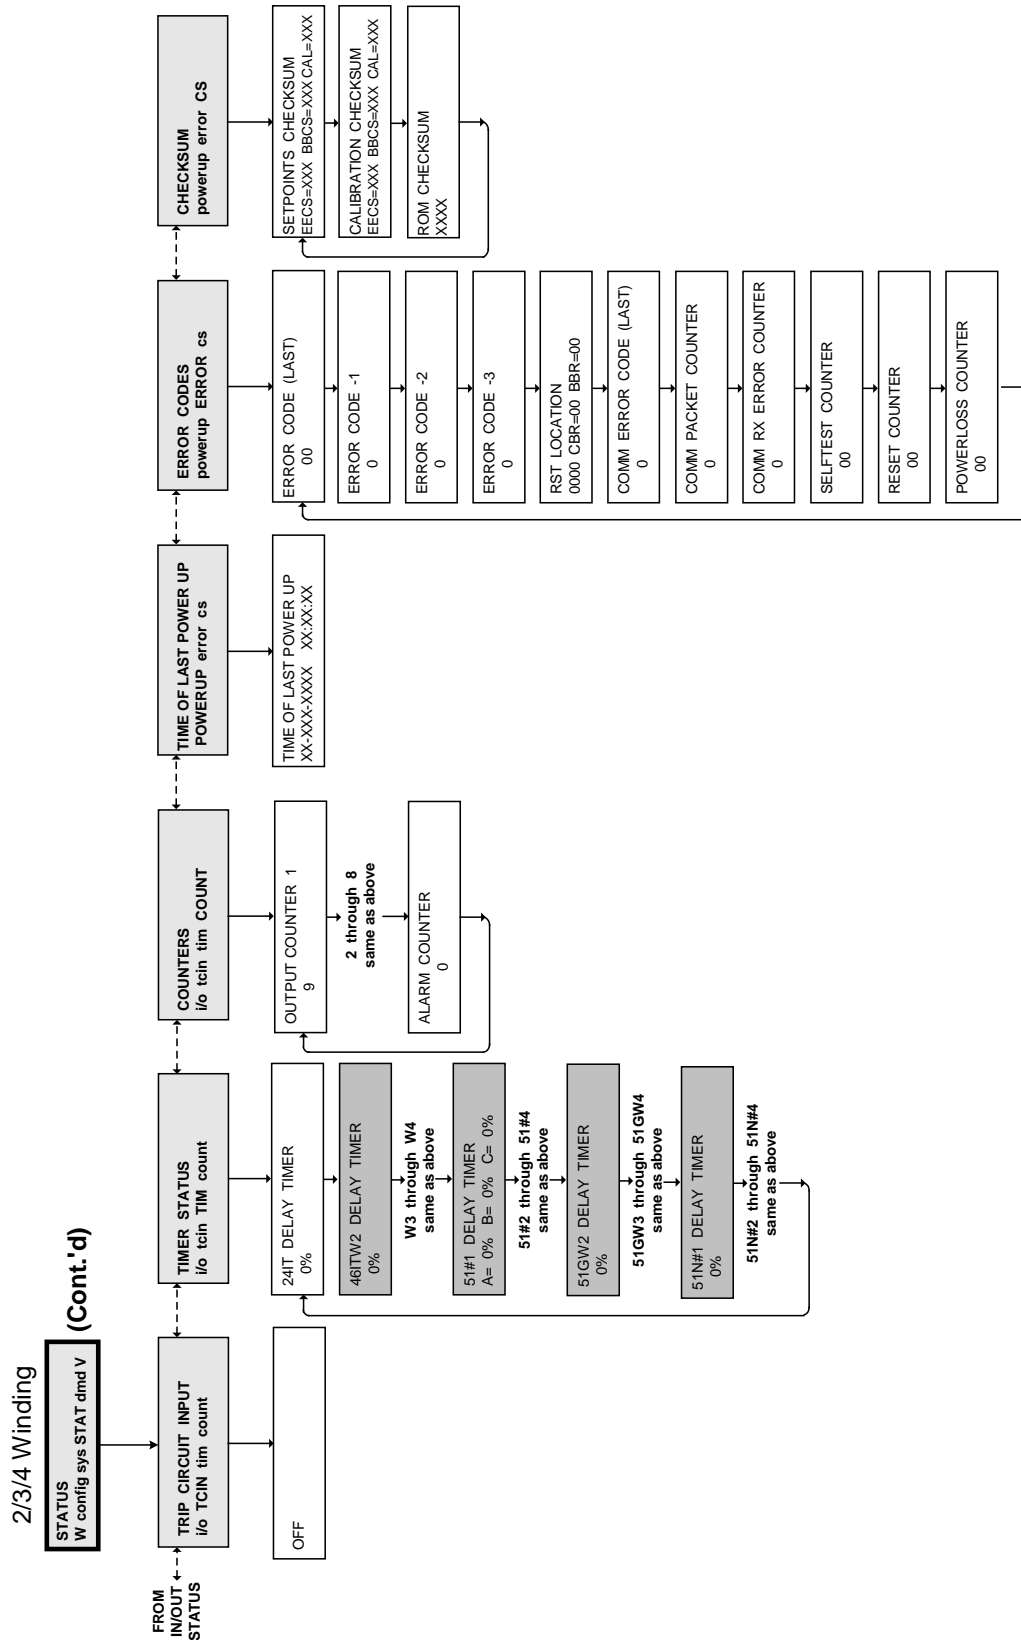 2/3/4 Winding
STATUS
W config sys STAT dmd V
(Cont.'d)
FROM
IN/OUT
STATUS
TRIP CIRCUIT INPUT
i/o TCIN tim count
OFF
TIMER STATUS
i/o tcin TIM count
24IT DELAY TIMER
0%
46ITW2 DELAY TIMER
0%
W3 through W4
same as above
51#1 DELAY TIMER
A= 0% B= 0% C= 0%
51#2 through 51#4
same as above
51GW2 DELAY TIMER
0%
51GW3 through 51GW4
same as above
51N#1 DELAY TIMER
0%
51N#2 through 51N#4
same as above
COUNTERS
i/o tcin tim COUNT
OUTPUT COUNTER 1
9
2 through 8
same as above
ALARM COUNTER
0
TIME OF LAST POWER UP
POWERUP error cs
TIME OF LAST POWER UP
XX-XXX-XXXX XX:XX:XX
ERROR CODES
powerup ERROR cs
ERROR CODE (LAST)
00
ERROR CODE -1
0
ERROR CODE -2
0
ERROR CODE -3
0
RST LOCATION
0000 CBR=00 BBR=00
COMM ERROR CODE (LAST)
0
COMM PACKET COUNTER
0
COMM RX ERROR COUNTER
0
SELFTEST COUNTER
00
RESET COUNTER
00
POWERLOSS COUNTER
00
CHECKSUM
powerup error CS
SETPOINTS CHECKSUM
EECS=XXX BBCS=XXX CAL=XXX
CALIBRATION CHECKSUM
EECS=XXX BBCS=XXX CAL=XXX
ROM CHECKSUM
XXXX